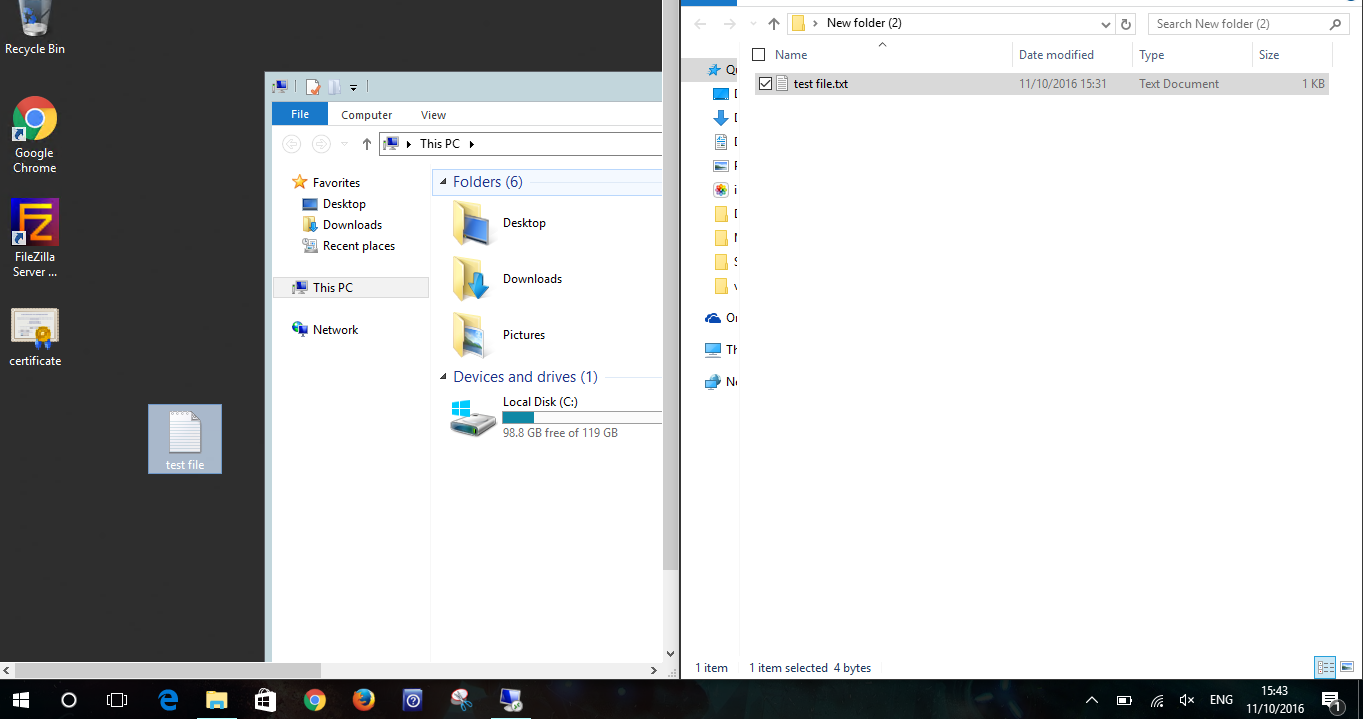 Recycle Bin
Google
Chrome
FileZilla
Server ...
certificate
test file
File
Computer
View
This PC
Favorites
Desktop
Downloads
Recent places
This PC
Network
Folders (6)
Desktop
Downloads
Pictures
Devices and drives (1)
Local Disk (C:)
98.8 GB free of 119 GB
New folder (2)
Search New folder (2)
Name
Date modified
Type
Size
test file.txt
11/10/2016 15:31
Text Document
1 KB
1 item
1 item selected 4 bytes
ENG
15:43
11/10/2016
1